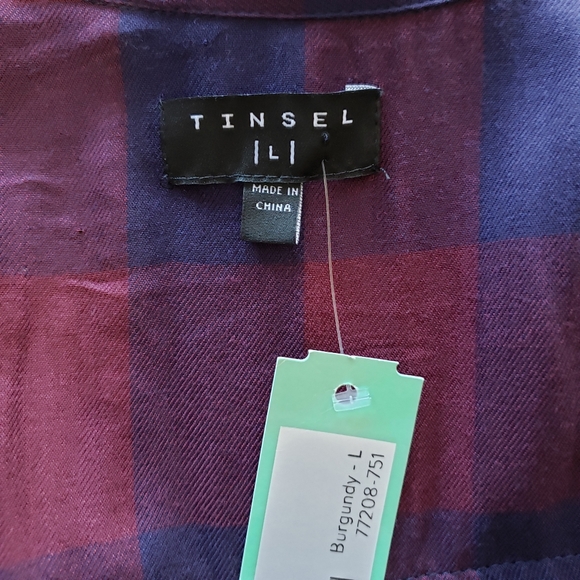 TINSEL
|L|
MADE IN
CHINA
Burgundy - L
77208-751